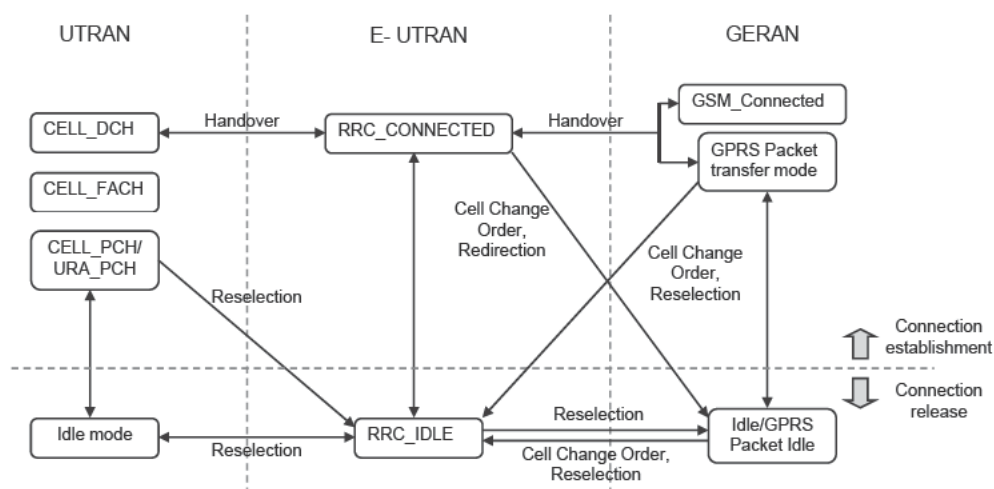 UTRAN
E- UTRAN
GERAN
GSM_Connected
CELL_DCH
Handover
RRC_CONNECTED
Handover
GPRS Packet
transfer mode
CELL_FACH
Cell Change
Order,
Redirection
CELL_PCH/
URA_PCH
Cell Change
Order,
Reselection
Reselection
Connection
establishment
Connection
release
Idle mode
Reselection
RRC_IDLE
Reselection
Cell Change Order,
Reselection
Idle/GPRS
Packet Idle